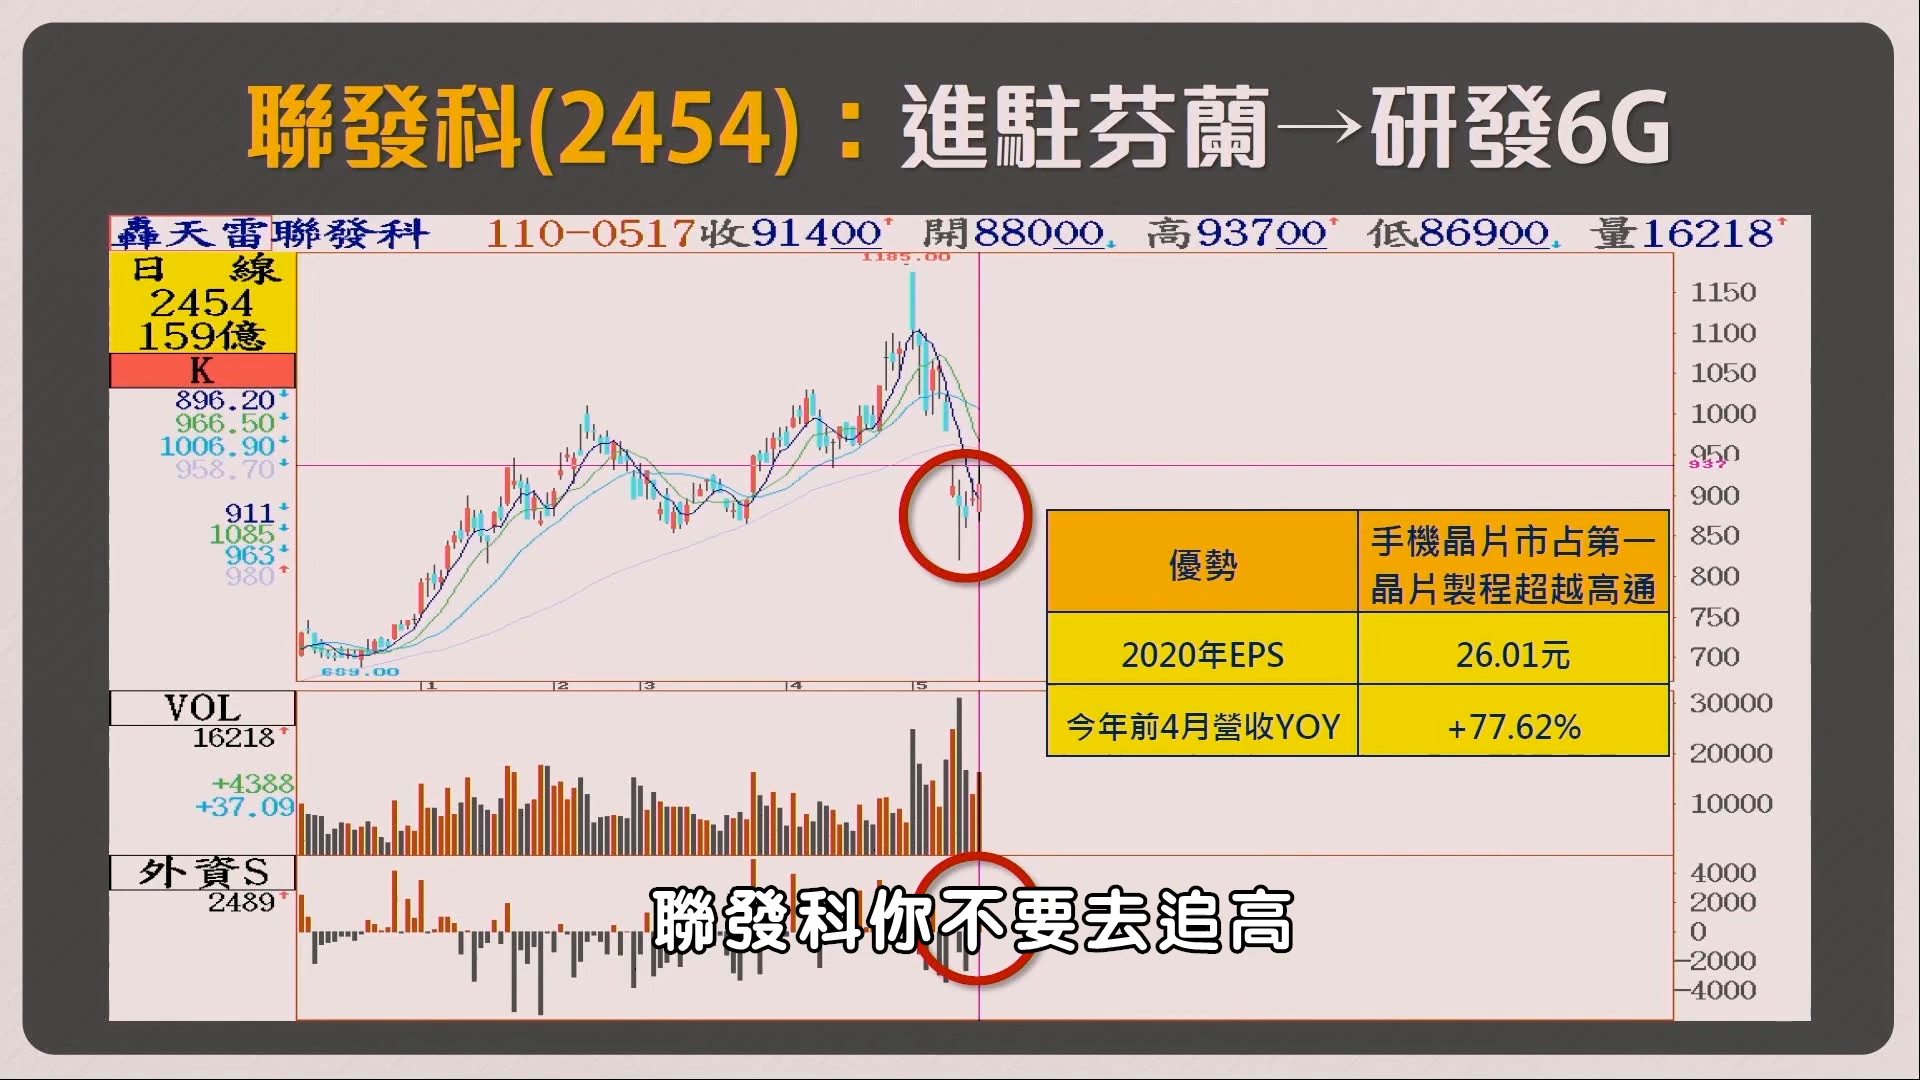 聯發科(2454)：進駐芬蘭→研發6G
轟天雷聯發科 110-0517收91400↑ 開88000↓ 高93700↑ 低86900↓ 量16218↑
日 線
2454
159億
K
896.20↓
966.50↓
1006.90↓
958.70↓
911↓
1085↓
963↓
980↑
1185.00
689.00
1150
1100
1050
1000
950
937
900
850
800
750
700
1 2 3 4 5
優勢 手機晶片市占第一
晶片製程超越高通
2020年EPS 26.01元
今年前4月營收YOY +77.62%
VOL
16218↑
+4388
+37.09
30000
20000
10000
外資S
2489↑
4000
2000
0
-2000
-4000
聯發科你不要去追高